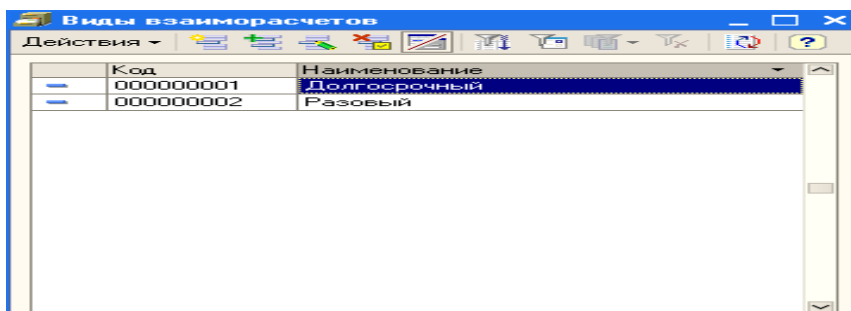 Виды взаиморасчетов
Действия
?
Код Наименование
000000001 Долгосрочный
000000002 Разовый